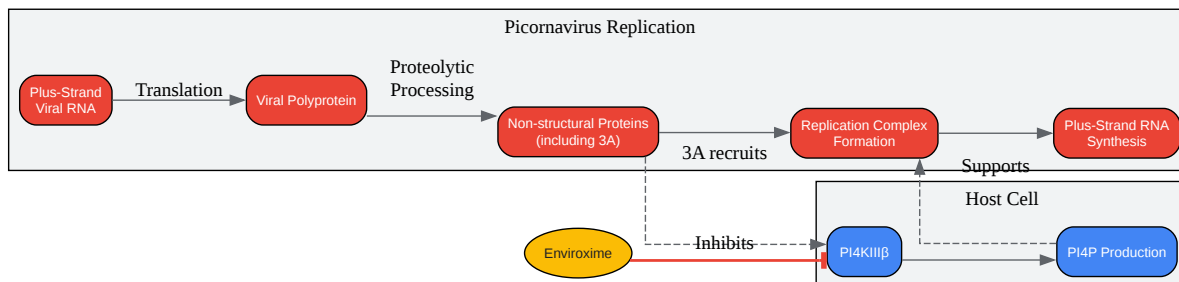 Picornavirus Replication
Plus-Strand
Viral RNA
Translation
Viral Polyprotein
Proteolytic
Processing
Non-structural Proteins
(including 3A)
3A recruits
Replication Complex
Formation
Plus-Strand RNA
Synthesis
Supports
Host Cell
Enviroxime
Inhibits
PI4KIIIβ
PI4P Production